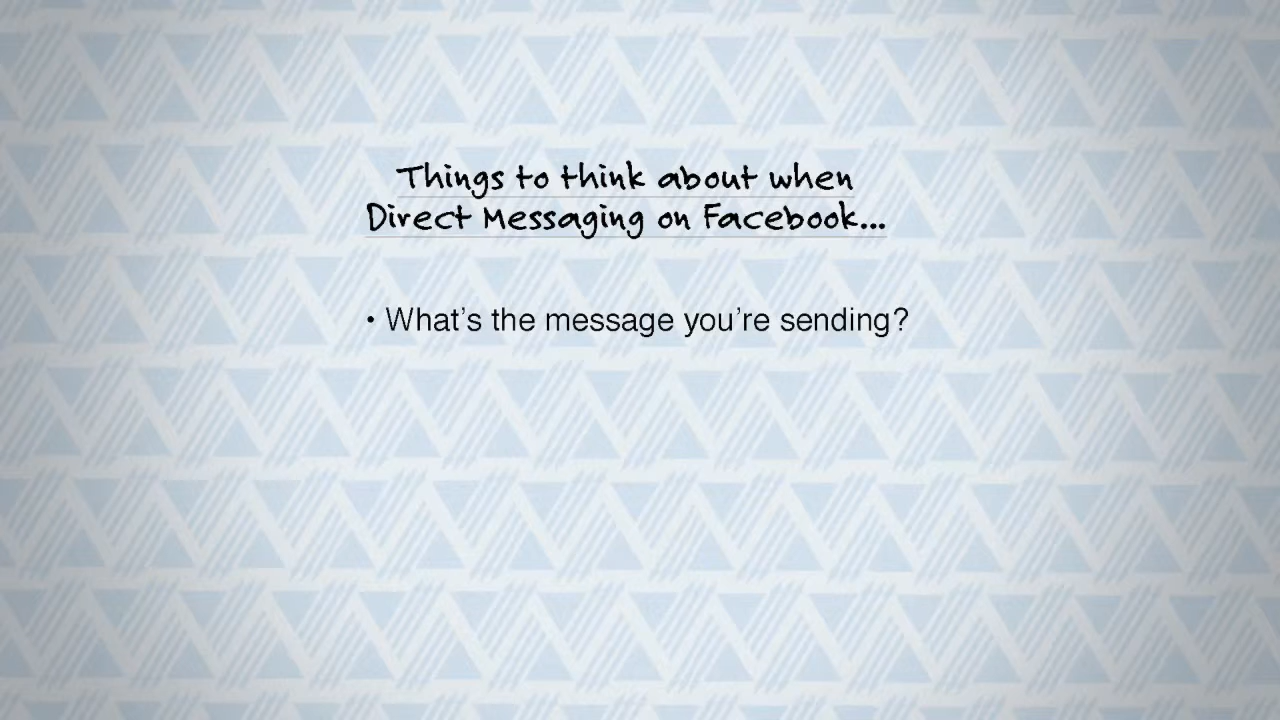 Things to think about when
Direct Messaging on Facebook...
• What's the message you're sending?